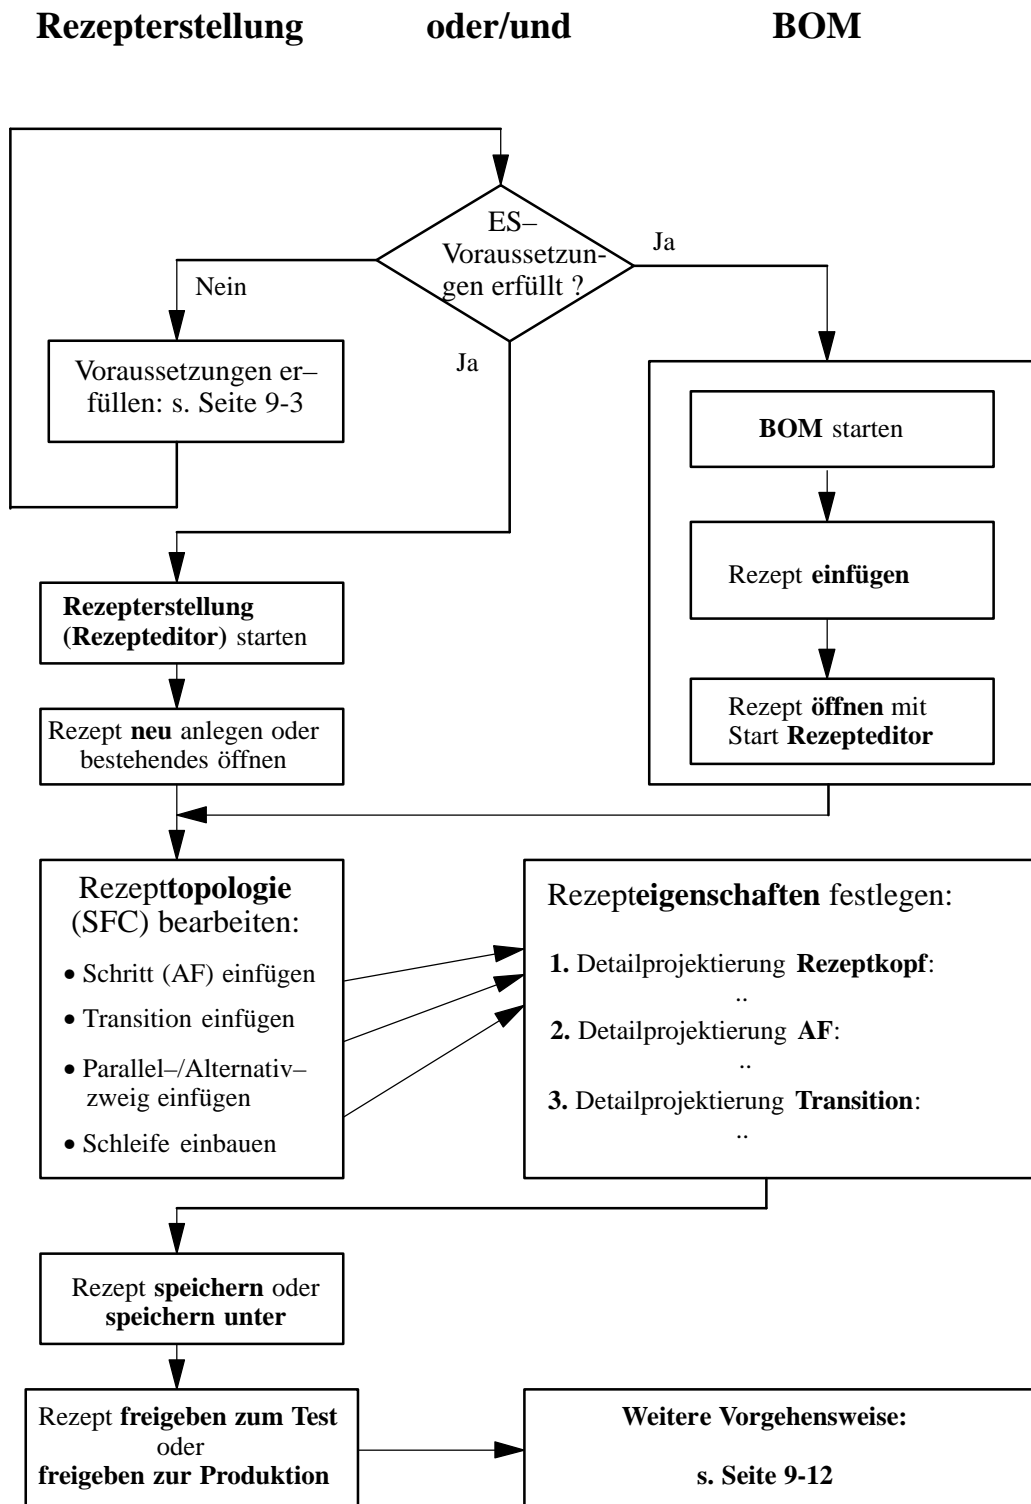 Rezepterstellung oder/und BOM
ES–
Voraussetzun-
gen erfüllt ?
Ja
Nein
Ja
Voraussetzungen er–
füllen: s. Seite 9-3
BOM starten
Rezept einfügen
Rezept öffnen mit
Start Rezepteditor
Rezepterstellung
(Rezepteditor) starten
Rezept neu anlegen oder
bestehendes öffnen
Rezepttopologie
(SFC) bearbeiten:
• Schritt (AF) einfügen
• Transition einfügen
• Parallel–/Alternativ–
zweig einfügen
• Schleife einbauen
Rezepteigenschaften festlegen:
1. Detailprojektierung Rezeptkopf:
..
2. Detailprojektierung AF:
..
3. Detailprojektierung Transition:
..
Rezept speichern oder
speichern unter
Rezept freigeben zum Test
oder
freigeben zur Produktion
Weitere Vorgehensweise:
s. Seite 9-12